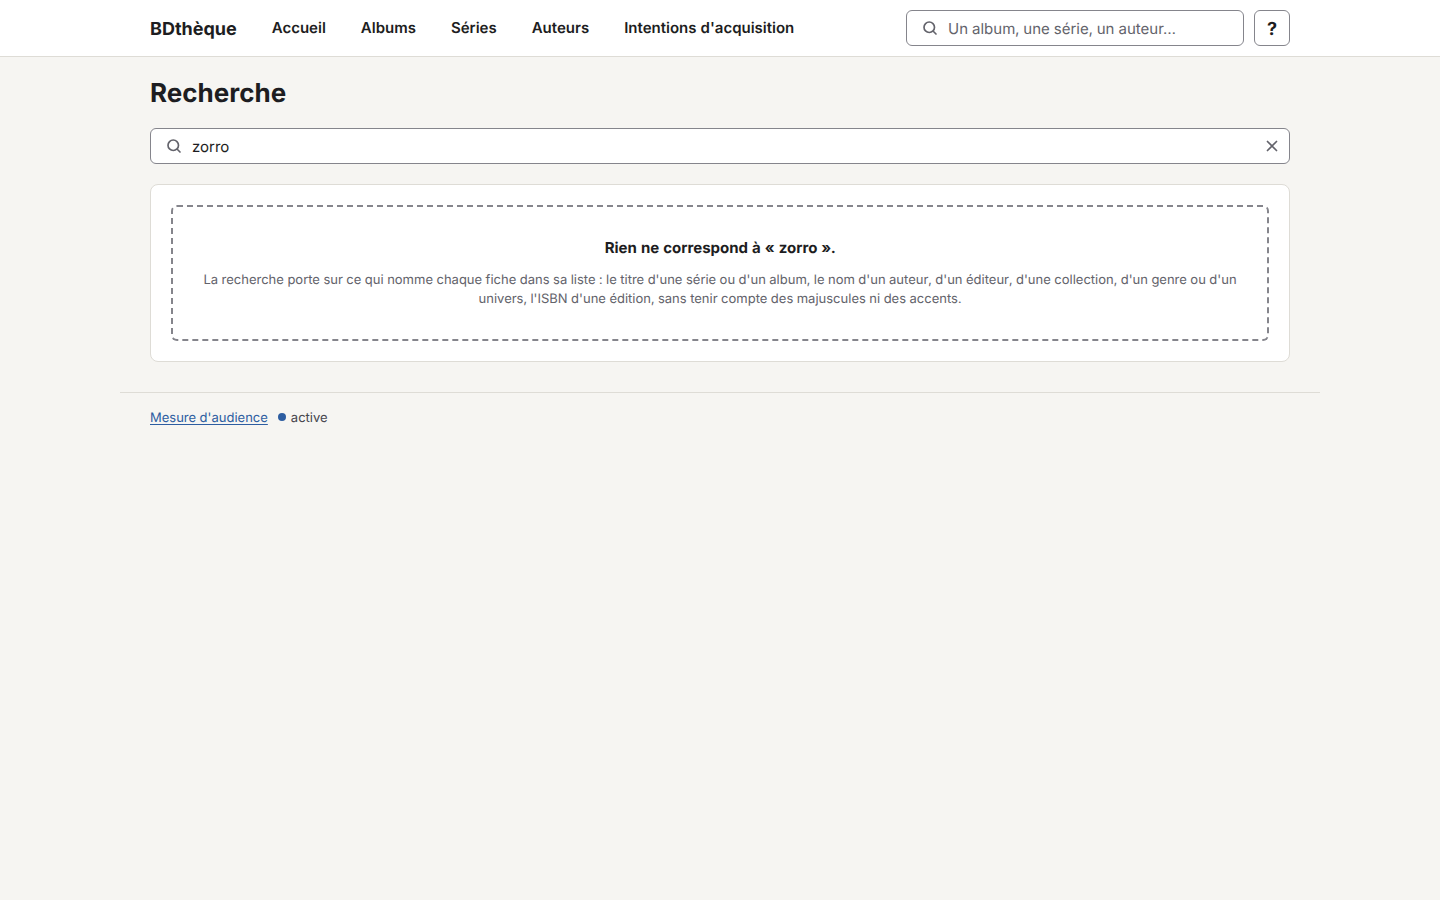 BDthèque Accueil Albums Séries Auteurs Intentions d'acquisition Un album, une série, un auteur... ?
Recherche
zorro
Rien ne correspond à « zorro ».
La recherche porte sur ce qui nomme chaque fiche dans sa liste : le titre d'une série ou d'un album, le nom d'un auteur, d'un éditeur, d'une collection, d'un genre ou d'un
univers, l'ISBN d'une édition, sans tenir compte des majuscules ni des accents.
Mesure d'audience active